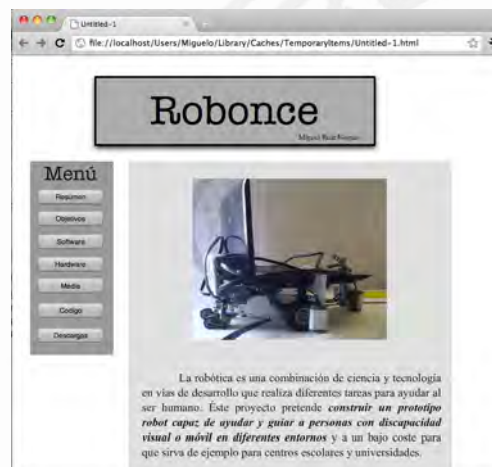 Untitled-1
file://localhost/Users/Miguelo/Library/Caches/TemporaryItems/Untitled-1.html
Robonce
Miguel Ruiz
Menú
Resumen
Objetivos
Software
Hardware
Media
Codigo
Descargas
La robótica es una combinación de ciencia y tecnología
en vías de desarrollo que realiza diferentes tareas para ayudar al
ser humano. Éste proyecto pretende construir un prototipo
robot capaz de ayudar y guiar a personas con discapacidad
visual o móvil en diferentes entornos y a un bajo coste para
que sirva de ejemplo para centros escolares y universidades.